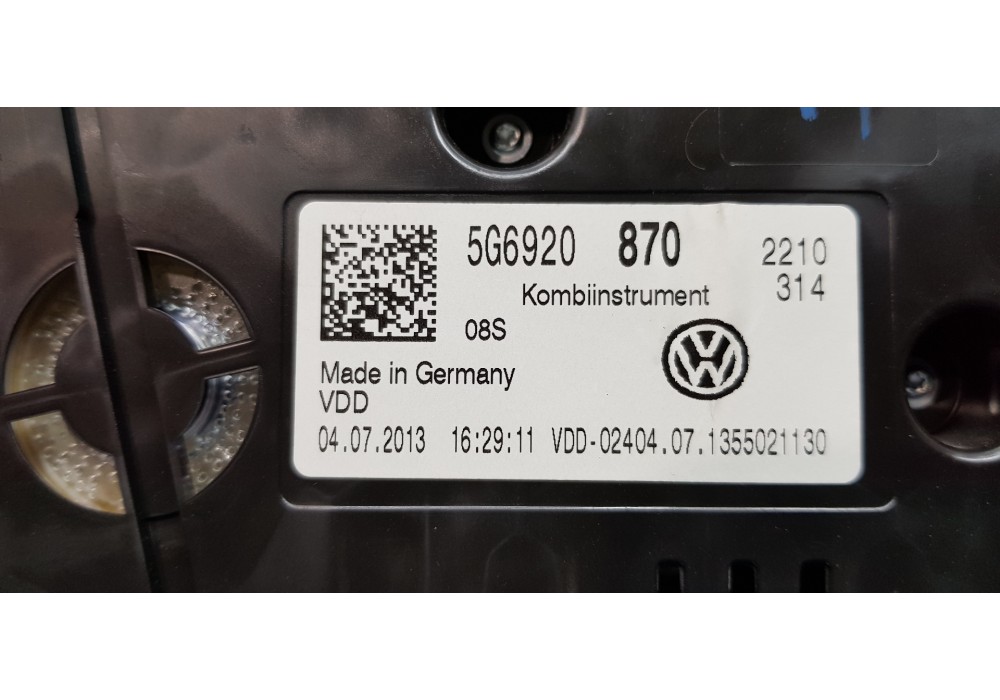 5G6920 870 2210
Kombiinstrument 314
08S
Made in Germany
VDD
04.07.2013 16:29:11 VDD-02404.07.1355021130